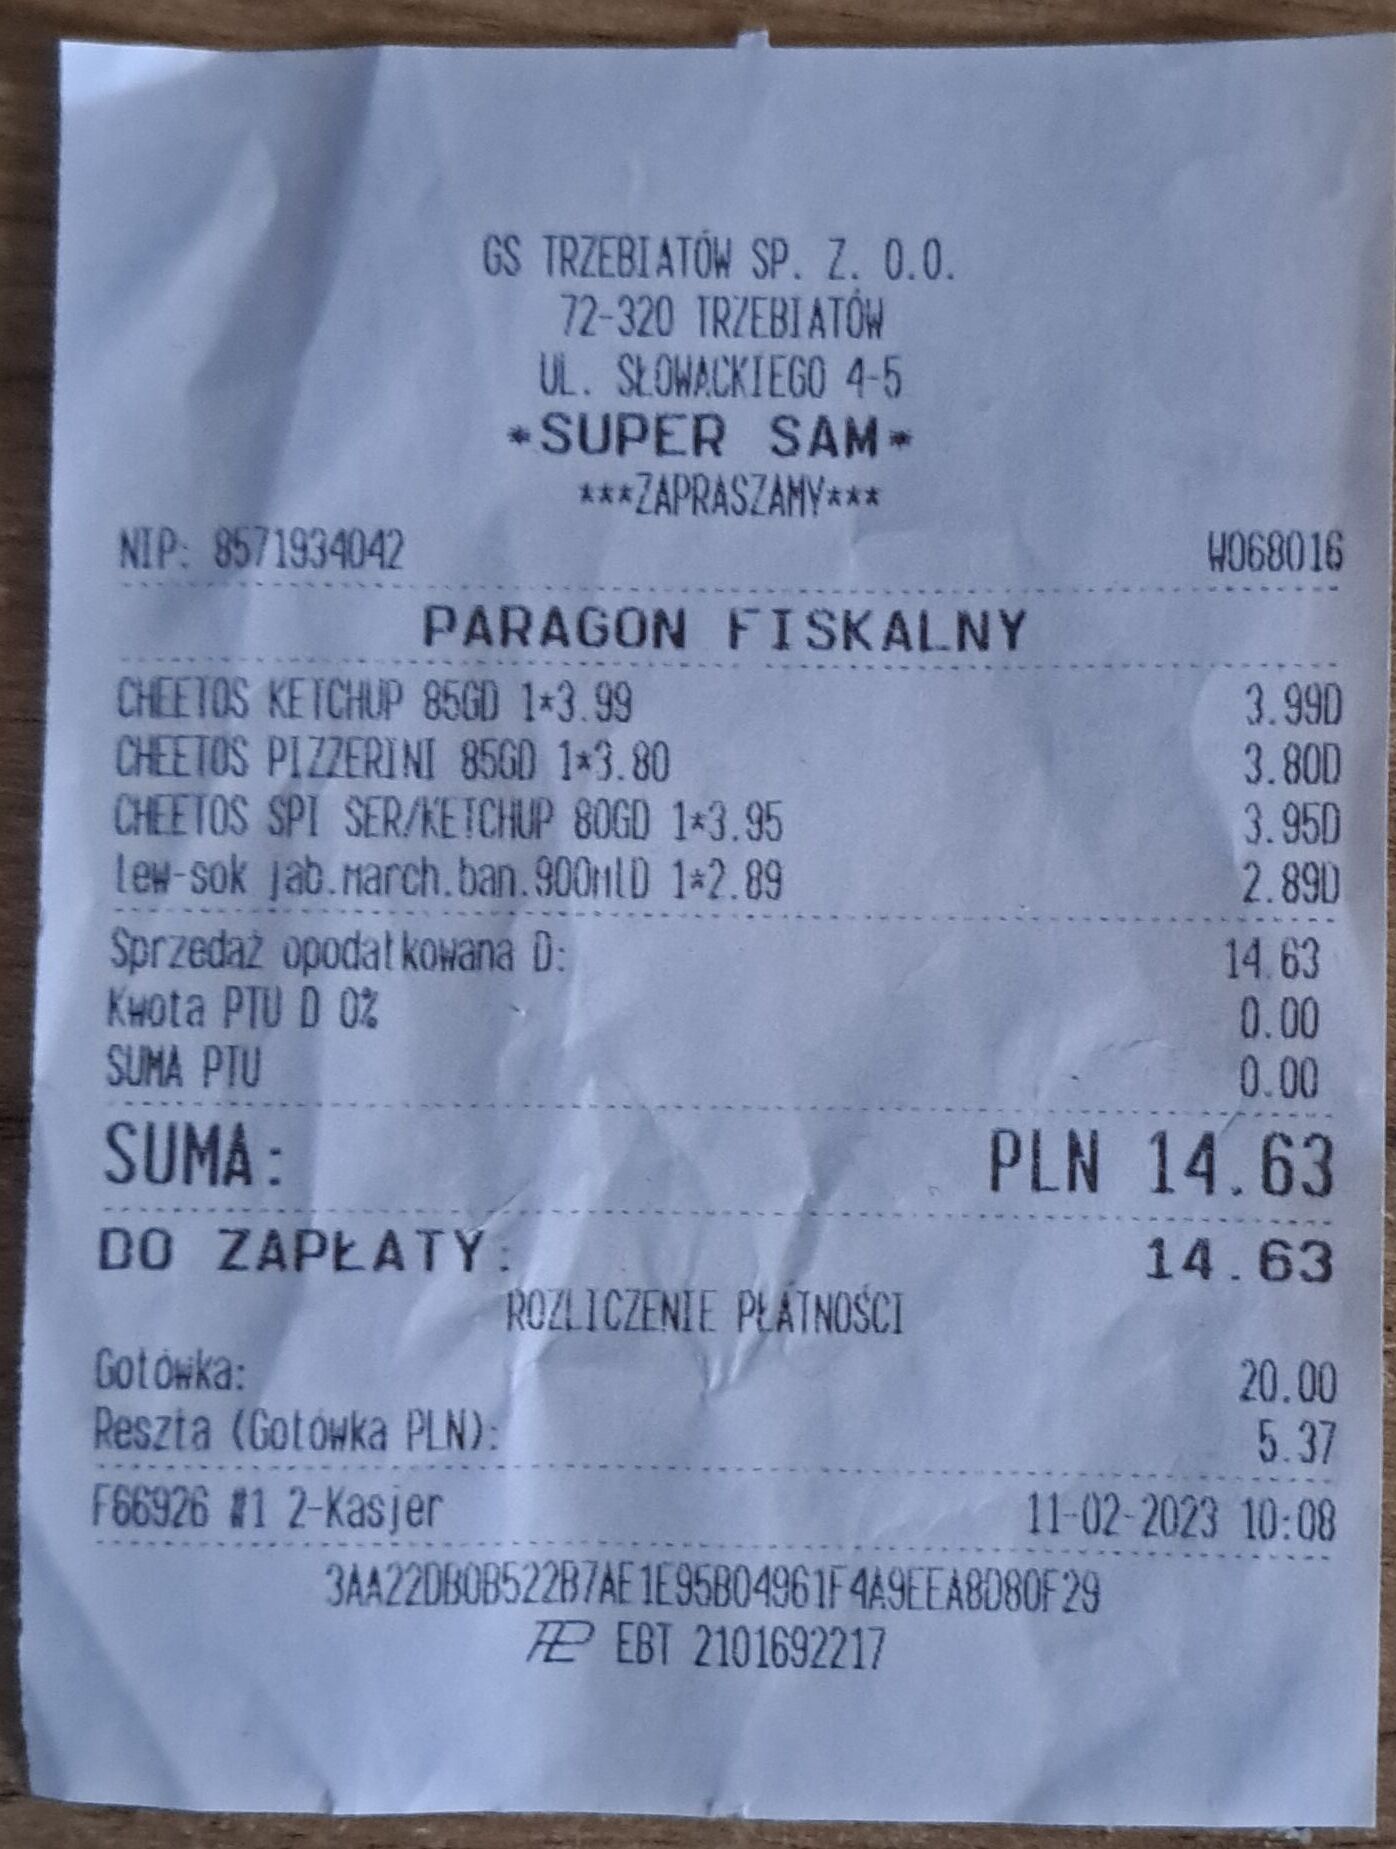 GS TRZEBIATÓW SP. Z. O.O.
72-320 TRZEBIATÓW
UL. SŁOWACKIEGO 4-5
*SUPER SAM*
***ZAPRASZAMY***
NIP: 8571934042 W068016
PARAGON FISKALNY
CHEETOS KETCHUP 85GD 1*3.99 3.99D
CHEETOS PIZZERINI 85GD 1*3.80 3.80D
CHEETOS SPI SER/KETCHUP 80GD 1*3.95 3.95D
lew-sok jab.march.ban.900mlD 1*2.89 2.89D
Sprzedaż opodatkowana D: 14.63
Kwota PTU D 0% 0.00
SUMA PTU 0.00
SUMA: PLN 14.63
DO ZAPŁATY: 14.63
ROZLICZENIE PŁATNOŚCI
Gotówka: 20.00
Reszta (Gotówka PLN): 5.37
F66926 #1 2-Kasjer 11-02-2023 10:08
3AA22DB0B522B7AE1E95B04961F4A9EEA8D80F29
EBT 2101692217